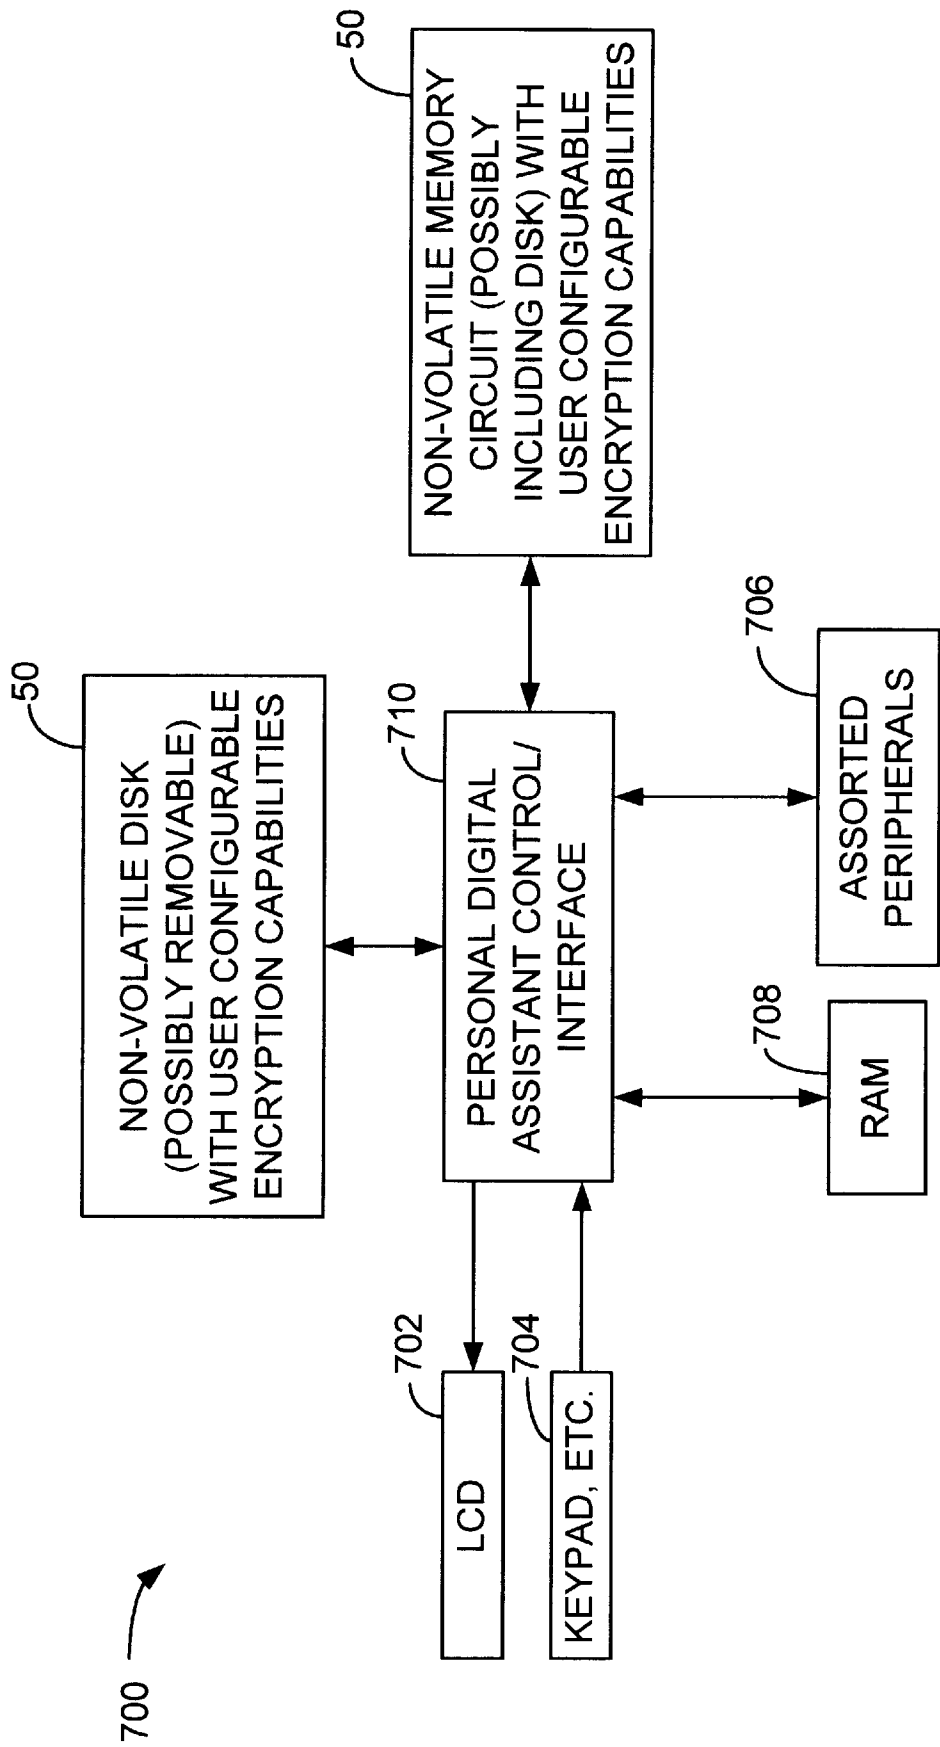 700
50
NON-VOLATILE DISK
(POSSIBLY REMOVABLE)
WITH USER CONFIGURABLE
ENCRYPTION CAPABILITIES
702
LCD
704
KEYPAD, ETC.
710
PERSONAL DIGITAL
ASSISTANT CONTROL/
INTERFACE
50
NON-VOLATILE MEMORY
CIRCUIT (POSSIBLY
INCLUDING DISK) WITH
USER CONFIGURABLE
ENCRYPTION CAPABILITIES
708
RAM
706
ASSORTED
PERIPHERALS